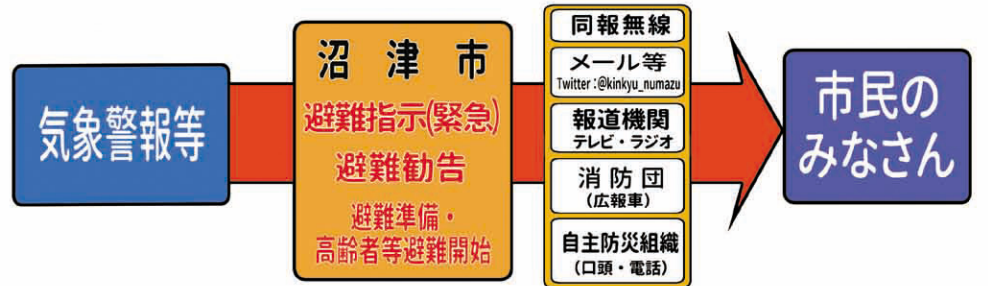 気象警報等
沼津市
避難指示(緊急)
避難勧告
避難準備・
高齢者等避難開始
同報無線
メール等
Twitter:@kinkyu_numazu
報道機関
テレビ・ラジオ
消防団
(広報車)
自主防災組織
(口頭・電話)
市民の
みなさん